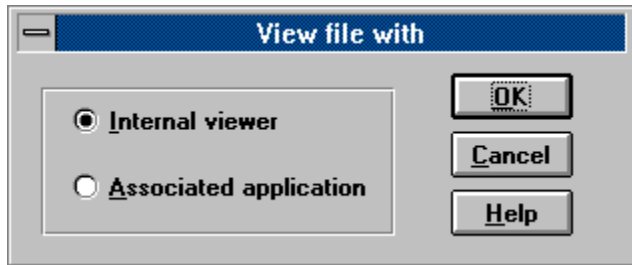 View file with
Internal viewer
Associated application
OK
Cancel
Help